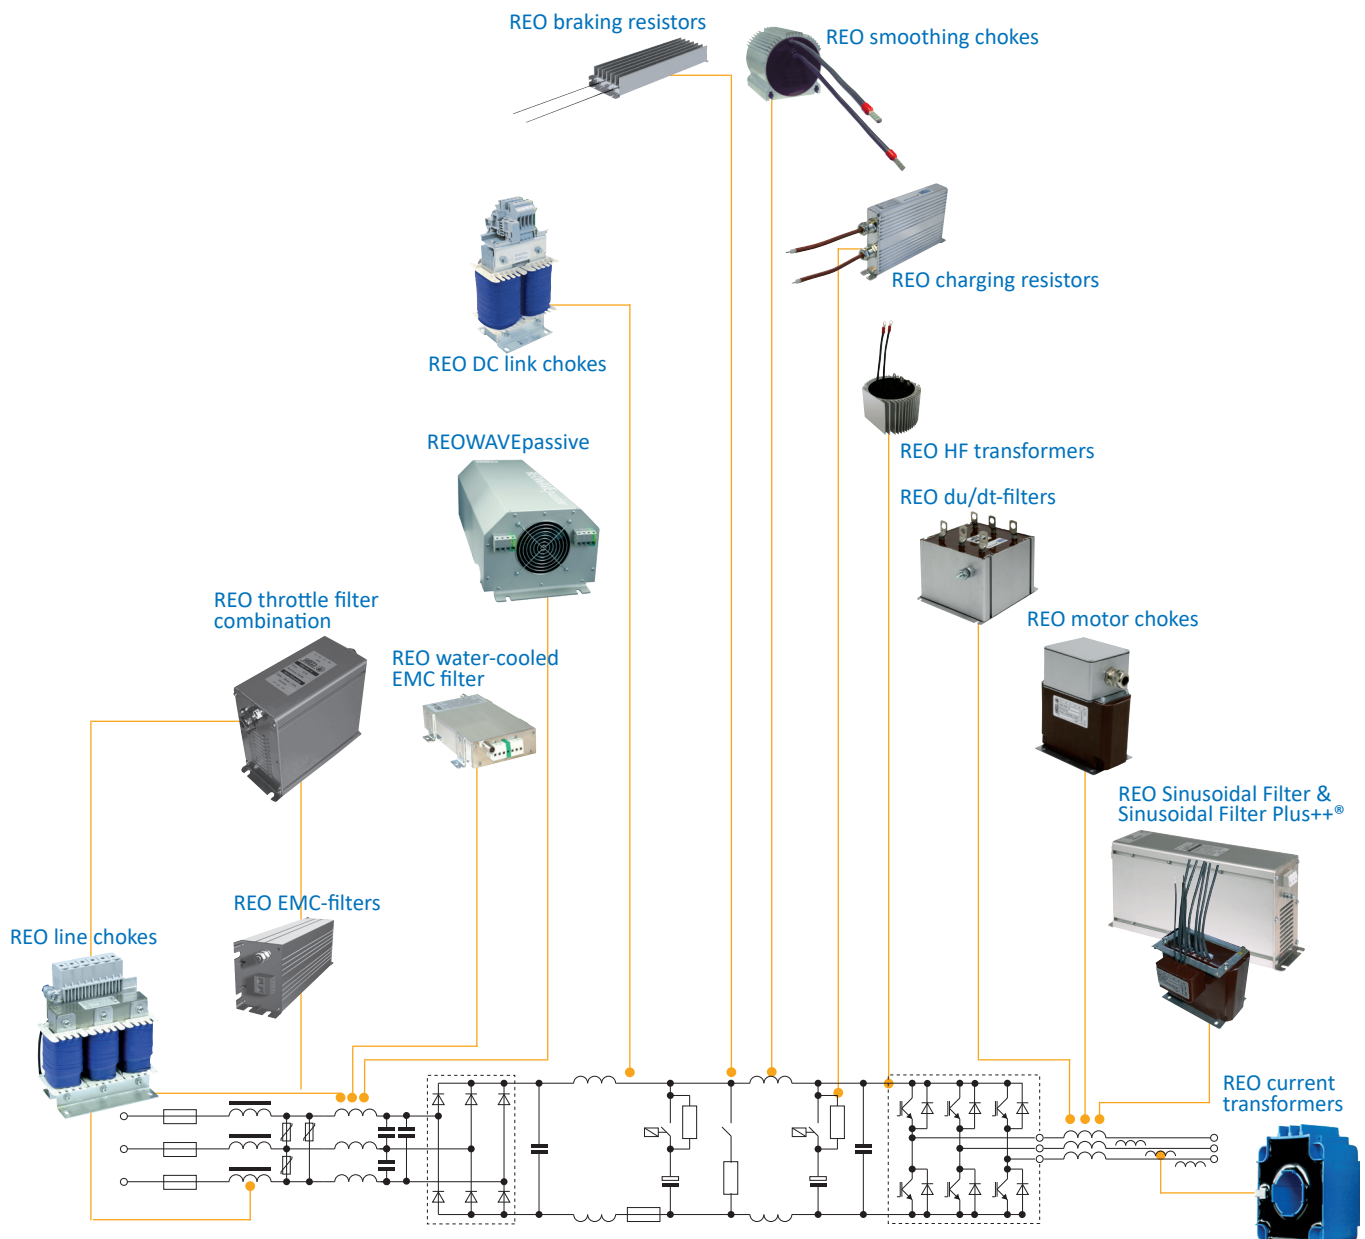 REO braking resistors
REO smoothing chokes
REO charging resistors
REO DC link chokes
REO HF transformers
REOWAVEpassive
REO du/dt-filters
REO throttle filter
combination
REO water-cooled
EMC filter
REO motor chokes
REO Sinusoidal Filter &
Sinusoidal Filter Plus++®
REO EMC-filters
REO line chokes
REO current
transformers